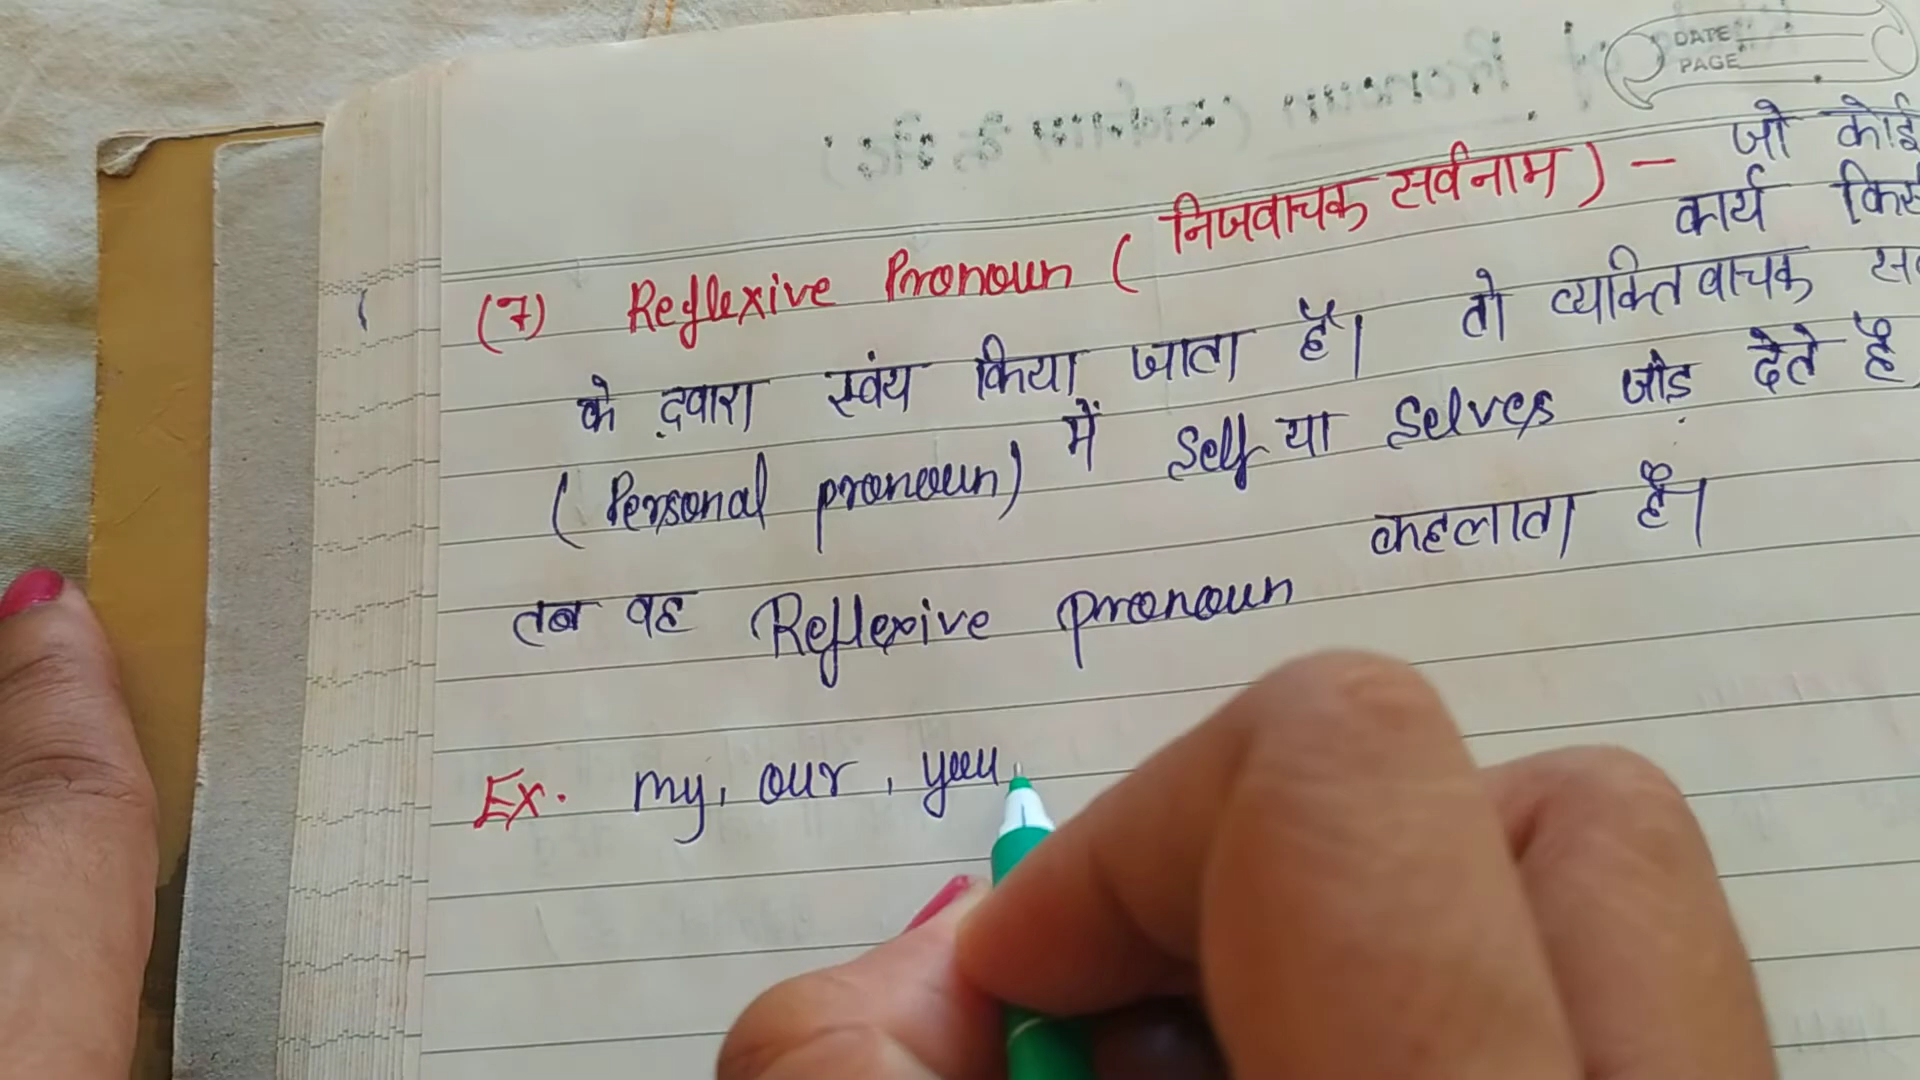 DATE
PAGE
(7) Reflexive Pronoun ( निजवाचक सर्वनाम ) – जो कोई
कार्य
के द्वारा स्वंय किया जाता है। तो व्यक्तिवाचक
( Personal pronoun) में Self या Selves जोड़ देते है
तब वह Reflexive pronoun कहलाता है।
Ex. my, our, you